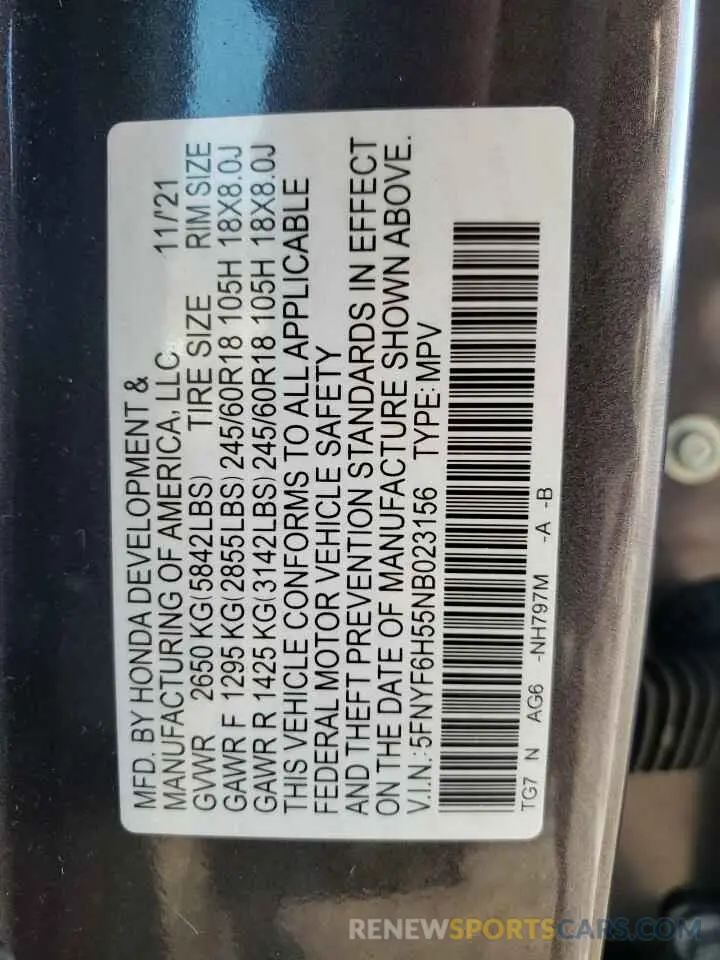 MFD. BY HONDA DEVELOPMENT &
MANUFACTURING OF AMERICA, LLC 11/'21
GVWR 2650 KG(5842LBS) TIRE SIZE RIM SIZE
GAWR F 1295 KG(2855LBS) 245/60R18 105H 18X8.0J
GAWR R 1425 KG(3142LBS) 245/60R18 105H 18X8.0J
THIS VEHICLE CONFORMS TO ALL APPLICABLE
FEDERAL MOTOR VEHICLE SAFETY
AND THEFT PREVENTION STANDARDS IN EFFECT
ON THE DATE OF MANUFACTURE SHOWN ABOVE.
V.I.N.:5FNYF6H55NB023156 TYPE: MPV
TG7 N AG6 -NH797M -A -B
RENEWSPORTSCARS.COM